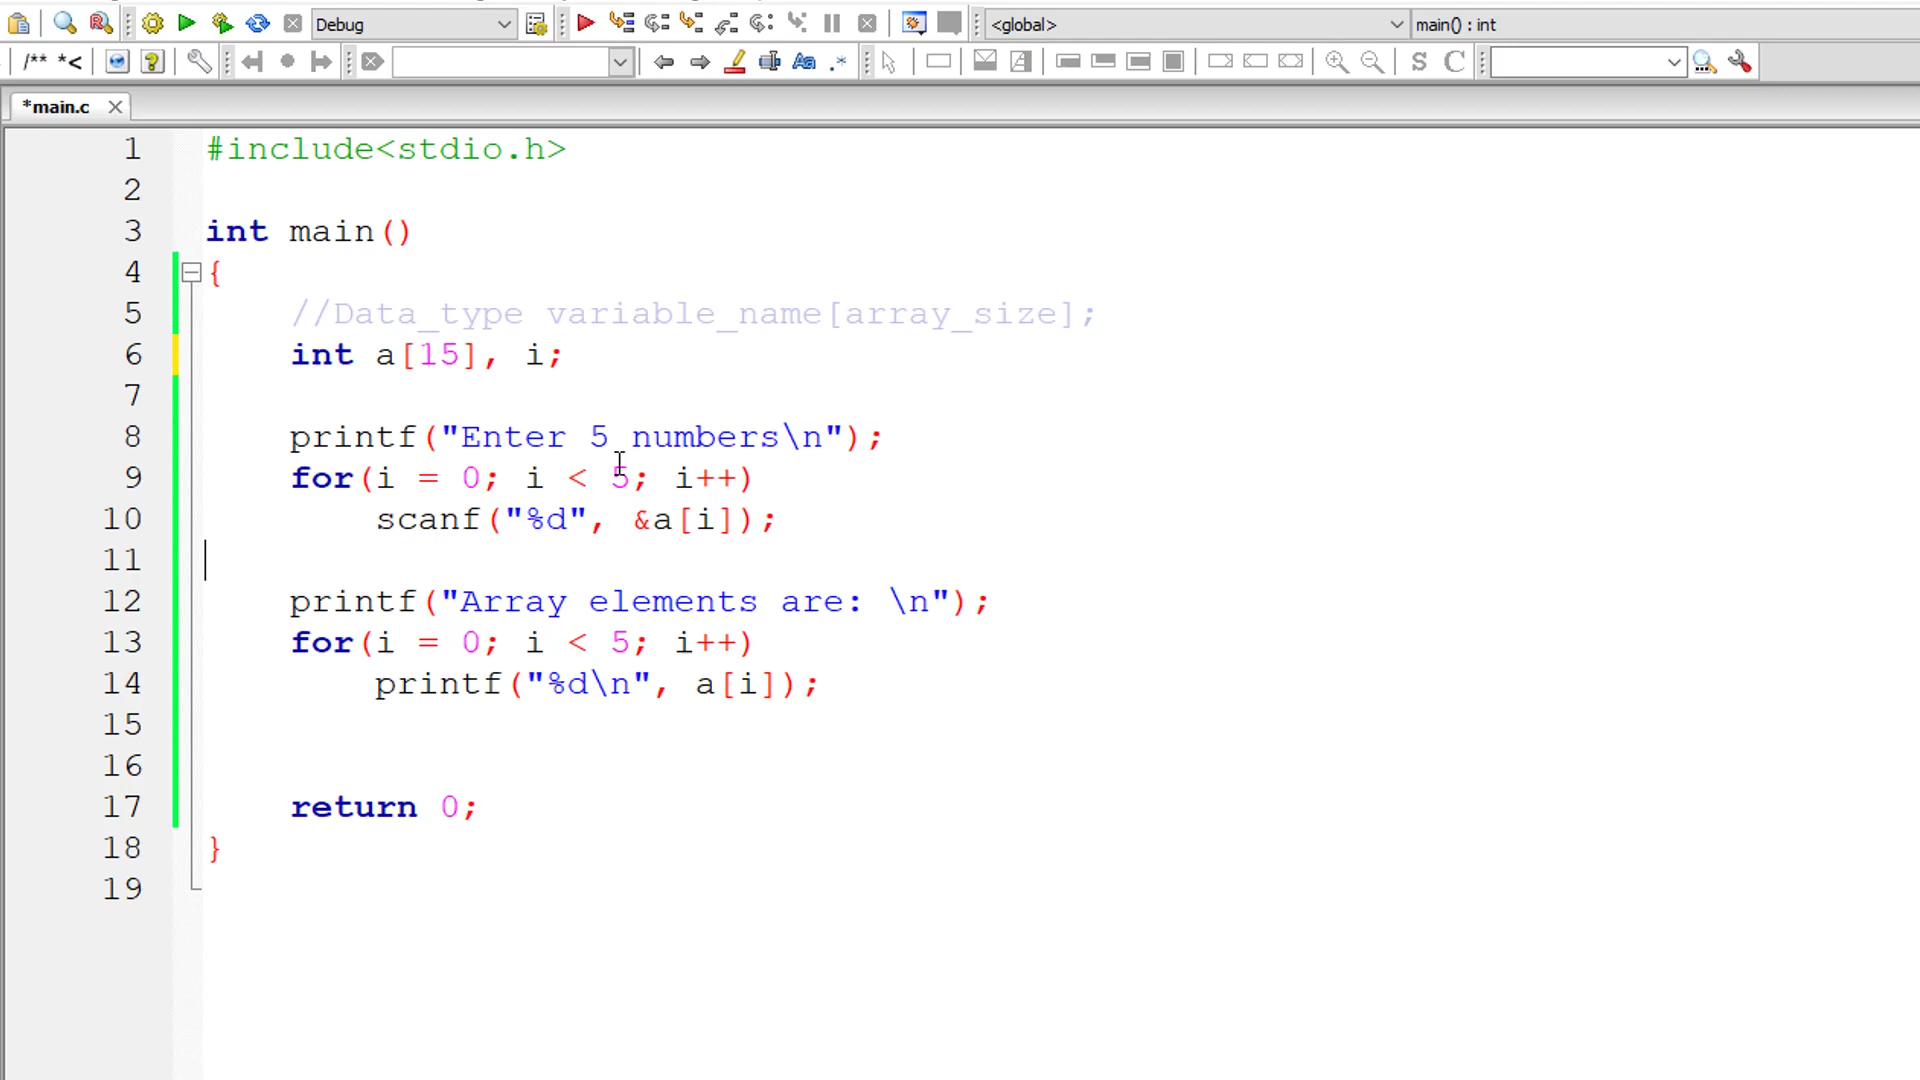 Debug
<global>
main() : int
/** *<
Aa
.*
S
C
*main.c
1 #include<stdio.h>
2
3 int main()
4 {
5 //Data_type variable_name[array_size];
6 int a[15], i;
7
8 printf("Enter 5 numbers\n");
9 for(i = 0; i < 5; i++)
10 scanf("%d", &a[i]);
11
12 printf("Array elements are: \n");
13 for(i = 0; i < 5; i++)
14 printf("%d\n", a[i]);
15
16
17 return 0;
18 }
19